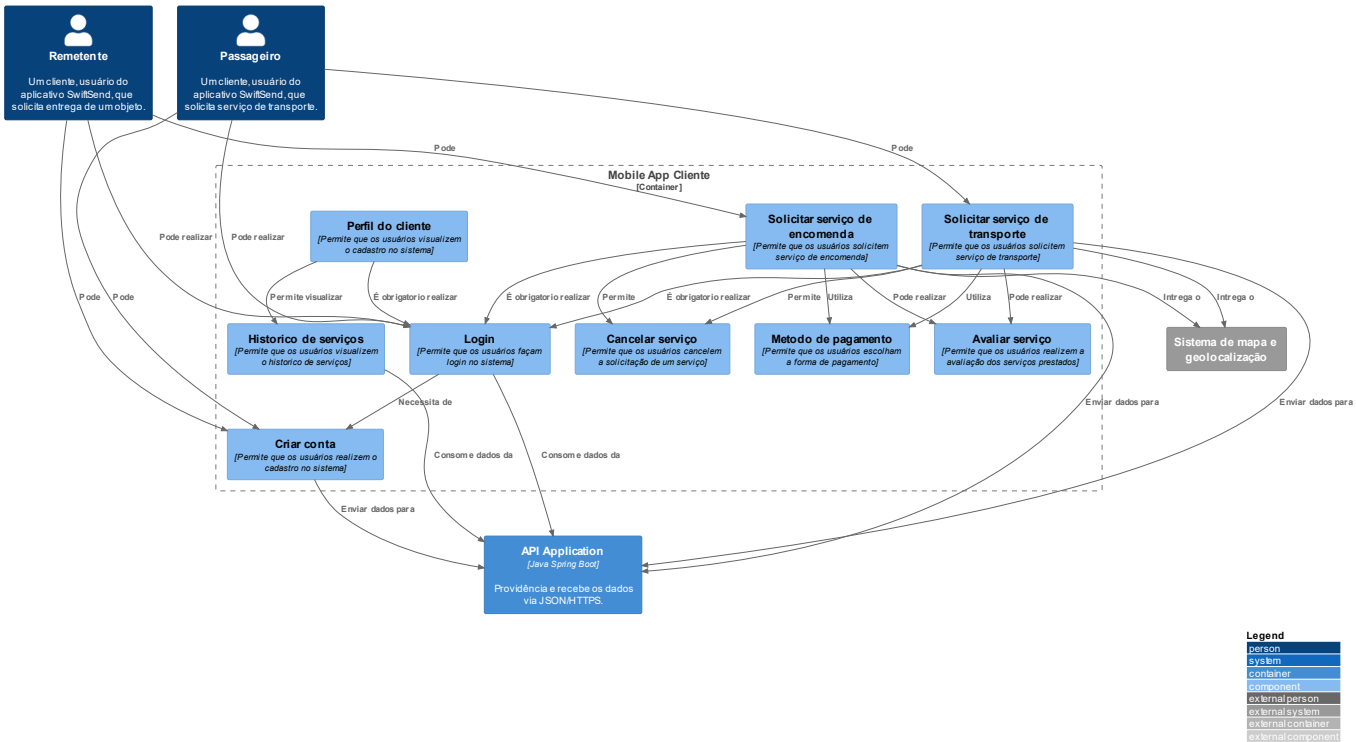 Remetente
Um cliente, usuário do
aplicativo SwiftSend, que
solicita entrega de um objeto.
Passageiro
Um cliente, usuário do
aplicativo SwiftSend, que
solicita serviço de transporte.
Pode
Pode
Mobile App Cliente
[Container]
Perfil do cliente
[Permite que os usuários visualizem
o cadastro no sistema]
Solicitar serviço de
encomenda
[Permite que os usuários solicitem
serviço de encomenda]
Solicitar serviço de
transporte
[Permite que os usuários solicitem
serviço de transporte]
Pode realizar
Pode realizar
Pode
Pode
Permite visualizar
É obrigatorio realizar
É obrigatorio realizar
Permite
É obrigatorio realizar
Permite
Utiliza
Pode realizar
Utiliza
Pode realizar
Intrega o
Intrega o
Historico de serviços
[Permite que os usuários visualizem
o historico de serviços]
Login
[Permite que os usuários façam
login no sistema]
Cancelar serviço
[Permite que os usuários cancelem
a solicitação de um serviço]
Metodo de pagamento
[Permite que os usuários escolham
a forma de pagamento]
Avaliar serviço
[Permite que os usuários realizem a
avaliação dos serviços prestados]
Sistema de mapa e
geolocalização
Necessita de
Enviar dados para
Enviar dados para
Criar conta
[Permite que os usuários realizem o
cadastro no sistema]
Consome dados da
Consome dados da
Enviar dados para
API Application
[Java Spring Boot]
Providência e recebe os dados
via JSON/HTTPS.
Legend
person
system
container
component
external person
external system
external container
external component